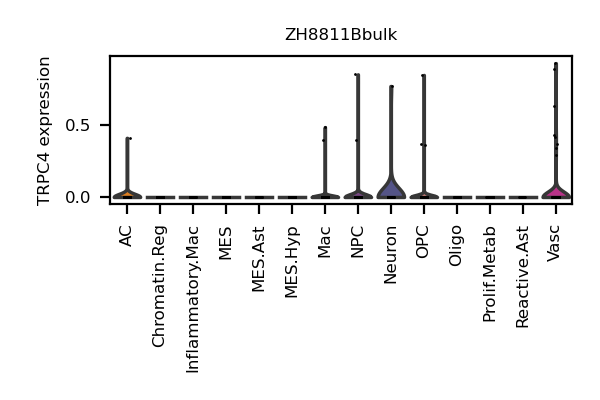 ZH8811Bbulk
TRPC4 expression
0.5
0.0
AC
Chromatin.Reg
Inflammatory.Mac
MES
MES.Ast
MES.Hyp
Mac
NPC
Neuron
OPC
Oligo
Prolif.Metab
Reactive.Ast
Vasc